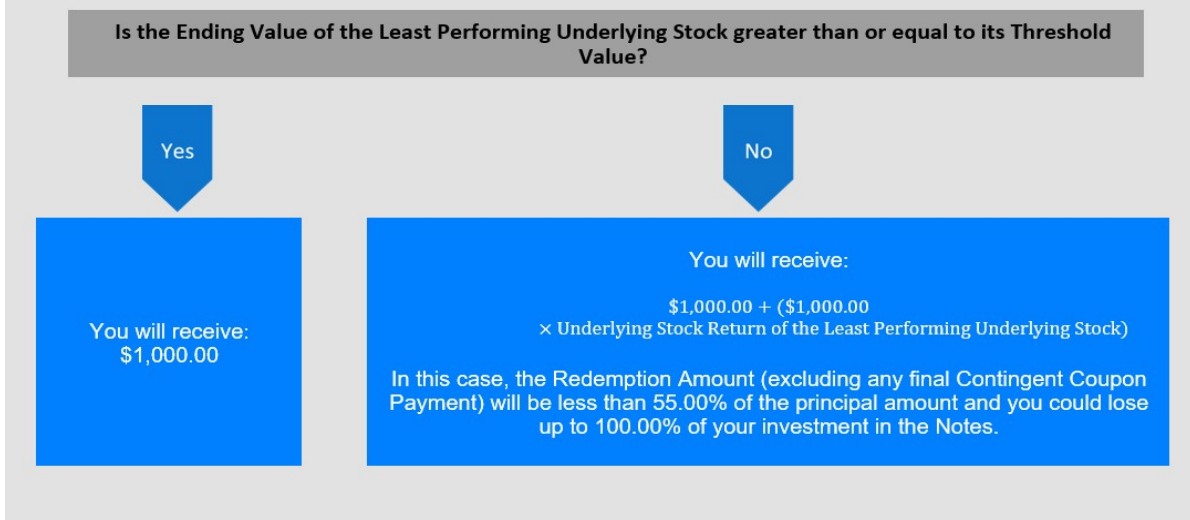 Is the Ending Value of the Least Performing Underlying Stock greater than or equal to its Threshold
Value?
Yes
No
You will receive:
$1,000.00
You will receive:
$1,000.00 + ($1,000.00
× Underlying Stock Return of the Least Performing Underlying Stock)
In this case, the Redemption Amount (excluding any final Contingent Coupon
Payment) will be less than 55.00% of the principal amount and you could lose
up to 100.00% of your investment in the Notes.